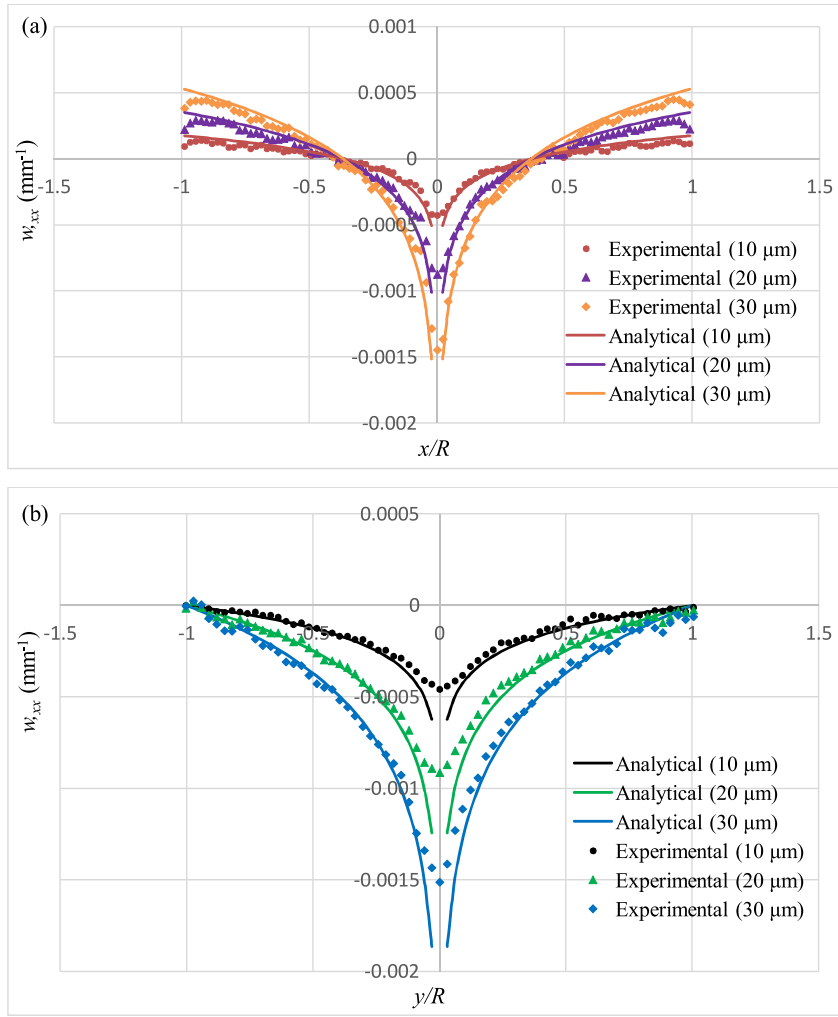 (a)
0.001
0.0005
0
-1.5
-1
-0.5
0
0.5
1
1.5
-0.0005
-0.001
-0.0015
-0.002
w,xx (mm-1)
Experimental (10 μm)
Experimental (20 μm)
Experimental (30 μm)
Analytical (10 μm)
Analytical (20 μm)
Analytical (30 μm)
x/R
(b)
0.0005
0
-1.5
-1
-0.5
0
0.5
1
1.5
-0.0005
-0.001
-0.0015
-0.002
w,xx (mm-1)
Analytical (10 μm)
Analytical (20 μm)
Analytical (30 μm)
Experimental (10 μm)
Experimental (20 μm)
Experimental (30 μm)
y/R